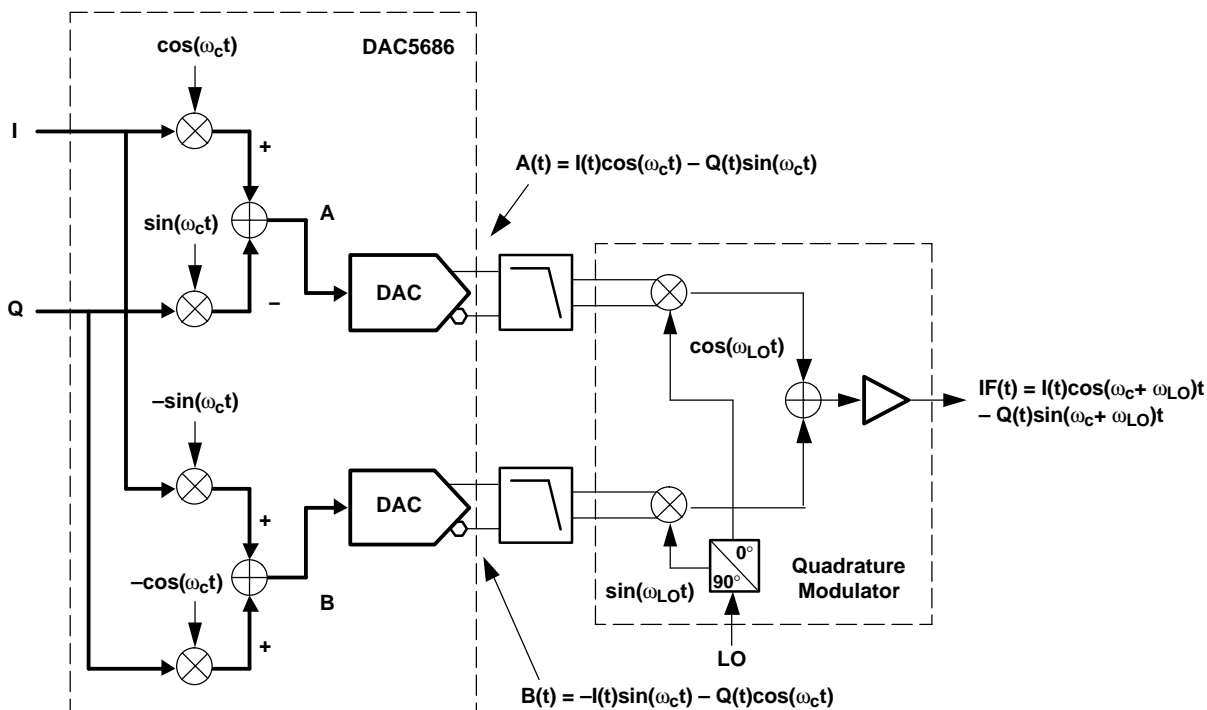 cos(ωct)
DAC5686
I
+
A(t) = I(t)cos(ωct) – Q(t)sin(ωct)
A
sin(ωct)
DAC
Q
–
cos(ωLOt)
–sin(ωct)
IF(t) = I(t)cos(ωc+ ωLO)t
– Q(t)sin(ωc+ ωLO)t
DAC
+
–cos(ωct)
B
+
sin(ωLOt)
0°
90°
Quadrature
Modulator
LO
B(t) = –I(t)sin(ωct) – Q(t)cos(ωct)